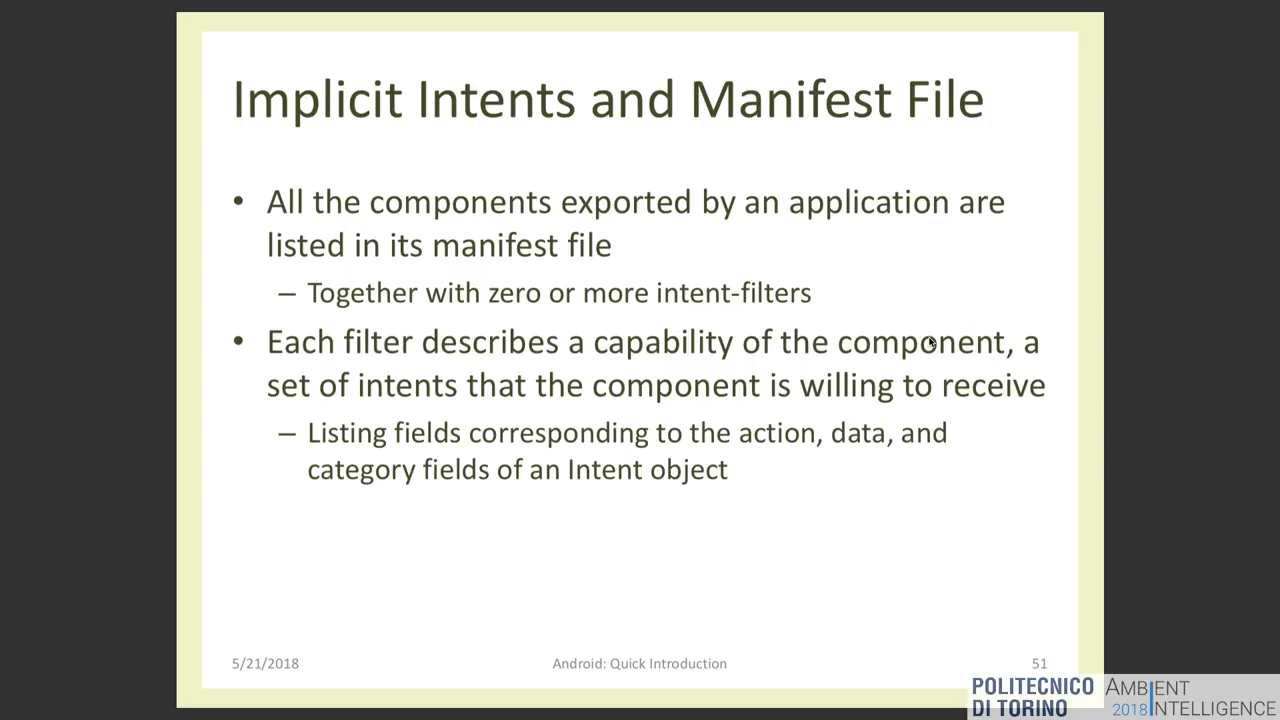 Implicit Intents and Manifest File
• All the components exported by an application are
listed in its manifest file
– Together with zero or more intent-filters
• Each filter describes a capability of the component, a
set of intents that the component is willing to receive
– Listing fields corresponding to the action, data, and
category fields of an Intent object
5/21/2018
Android: Quick Introduction
51
POLITECNICO
DI TORINO
AMBIENT
2018 INTELLIGENCE